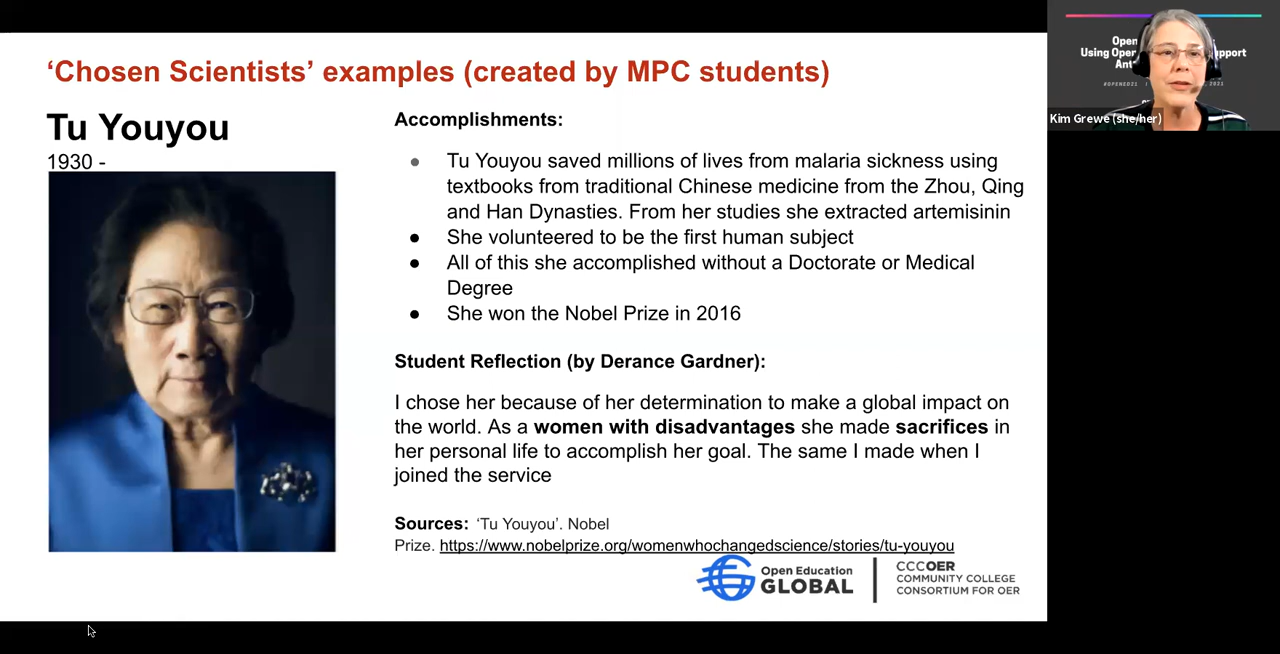 ‘Chosen Scientists’ examples (created by MPC students)
Tu Youyou
1930 -
Accomplishments:
● Tu Youyou saved millions of lives from malaria sickness using
textbooks from traditional Chinese medicine from the Zhou, Qing
and Han Dynasties. From her studies she extracted artemisinin
● She volunteered to be the first human subject
● All of this she accomplished without a Doctorate or Medical
Degree
● She won the Nobel Prize in 2016
Student Reflection (by Derance Gardner):
I chose her because of her determination to make a global impact on
the world. As a women with disadvantages she made sacrifices in
her personal life to accomplish her goal. The same I made when I
joined the service
Sources: ‘Tu Youyou’. Nobel
Prize. https://www.nobelprize.org/womenwhochangedscience/stories/tu-youyou
Open Education
GLOBAL
CCCOER
COMMUNITY COLLEGE
CONSORTIUM FOR OER
Open
Using Open upport
Ant
Kim Grewe (she/her)